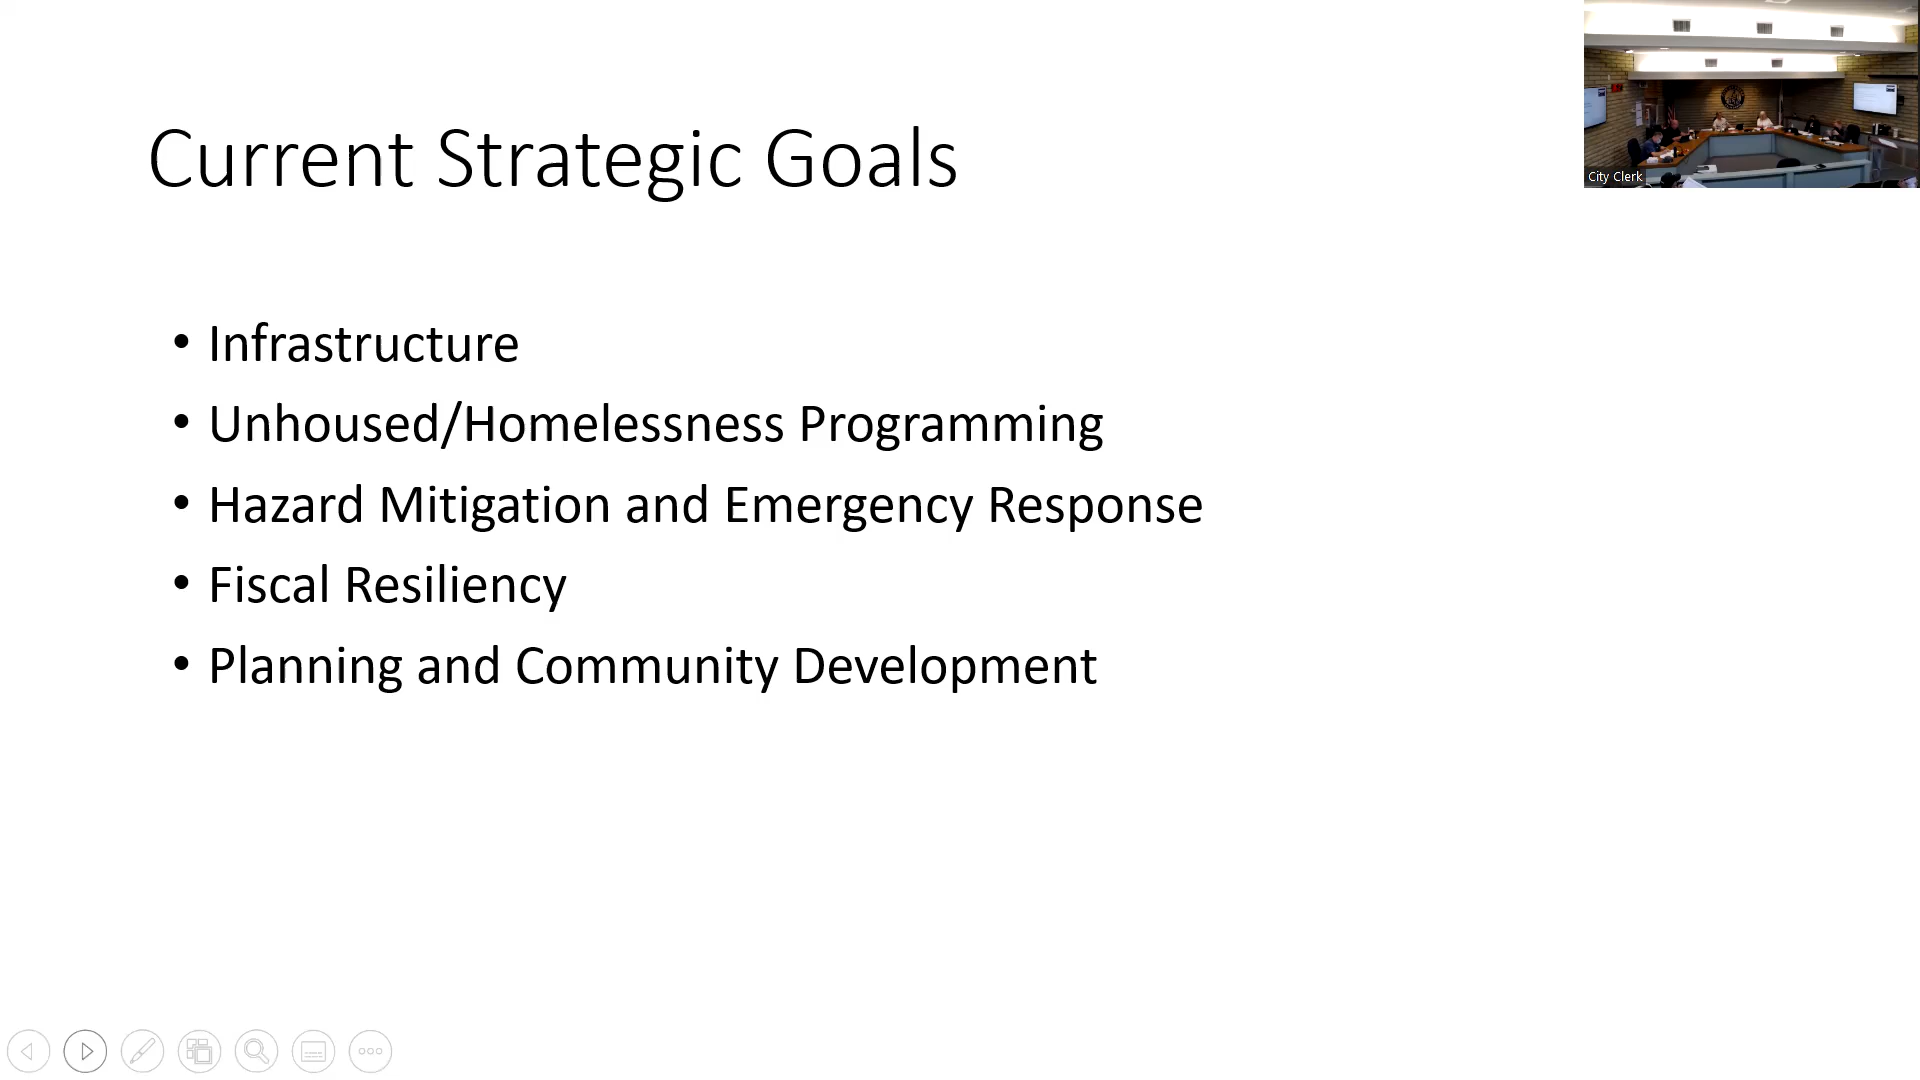 Current Strategic Goals
City Clerk
• Infrastructure
• Unhoused/Homelessness Programming
• Hazard Mitigation and Emergency Response
• Fiscal Resiliency
• Planning and Community Development